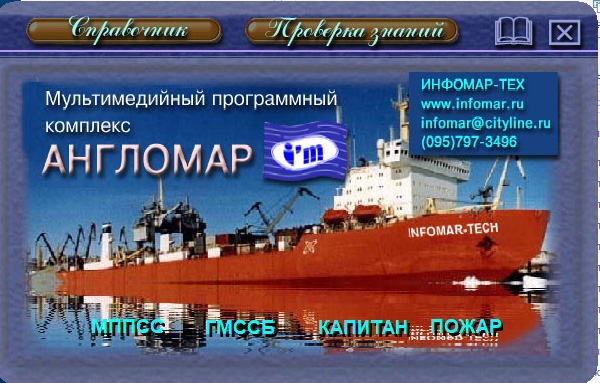 Справочник
Проверка знаний
ИНФОМАР-ТЕХ
www.infomar.ru
infomar@cityline.ru
(095)797-3496
Мультимедийный программный
комплекс
АНГЛОМАР
i'm
INFOMAR-TECH
МППСС ГМССБ КАПИТАН ПОЖАР